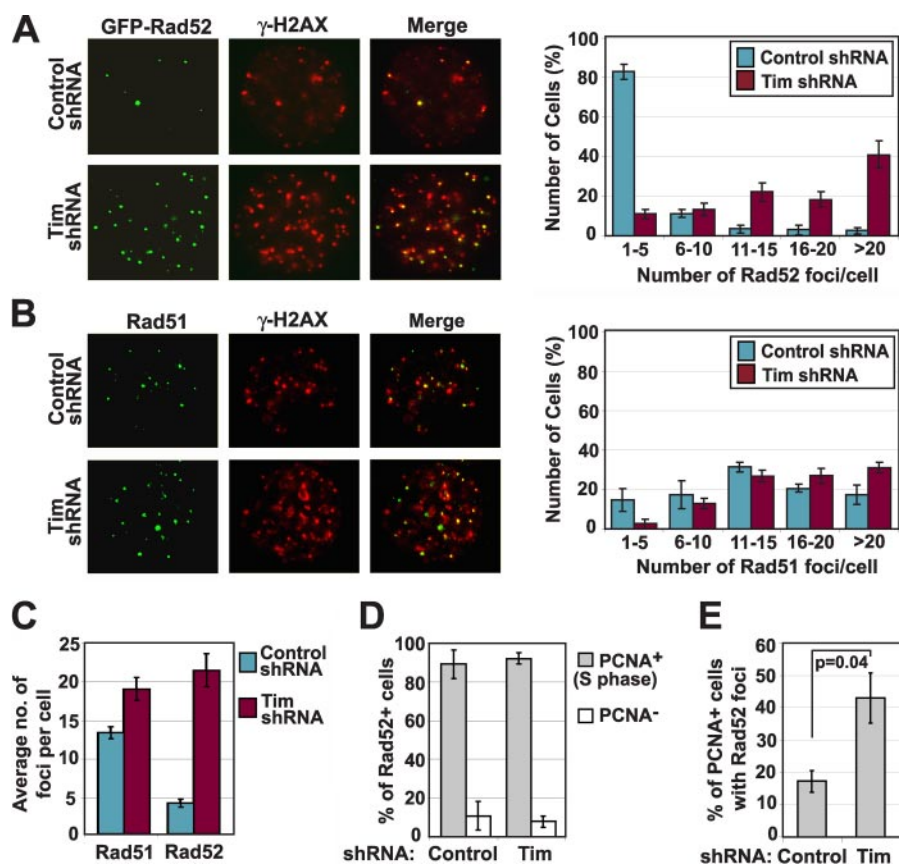 A
GFP-Rad52 γ-H2AX Merge
Control shRNA
Tim shRNA
Number of Cells (%)
80
60
40
20
0
Control shRNA
Tim shRNA
1-5 6-10 11-15 16-20 >20
Number of Rad52 foci/cell
B
Rad51 γ-H2AX Merge
Control shRNA
Tim shRNA
Number of Cells (%)
80
60
40
20
0
Control shRNA
Tim shRNA
1-5 6-10 11-15 16-20 >20
Number of Rad51 foci/cell
C
Average no. of
foci per cell
25
20
15
10
5
0
Control
shRNA
Tim
shRNA
Rad51 Rad52
D
% of Rad52+ cells
100
80
60
40
20
0
PCNA+
(S phase)
PCNA-
shRNA: Control Tim
E
% of PCNA+ cells
with Rad52 foci
60
50
40
30
20
10
0
p=0.04
shRNA: Control Tim